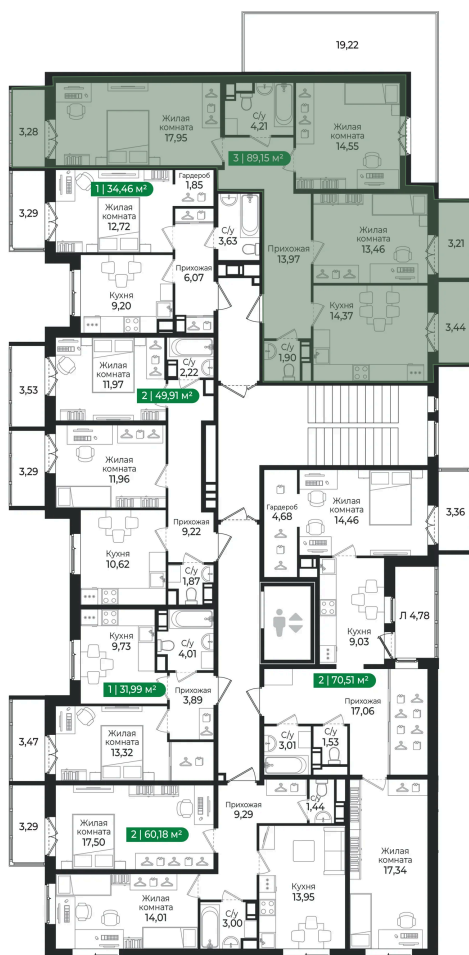 19,22
3,28
Жилая
комната
17,95
С/у
4,21
Жилая
комната
14,55
3 | 89,15 м²
1 | 34,46 м²
Гардероб
1,85
3,29
Жилая
комната
12,72
С/у
3,63
Прихожая
13,97
Жилая
комната
13,46
3,21
Прихожая
6,07
Кухня
9,20
Кухня
14,37
3,44
С/у
1,90
С/у
2,22
3,53
Жилая
комната
11,97
2 | 49,91 м²
3,29
Жилая
комната
11,96
Гардероб
4,68
Жилая
комната
14,46
3,36
Прихожая
9,22
Кухня
10,62
С/у
1,87
Кухня
9,73
С/у
4,01
Кухня
9,03
Л 4,78
1 | 31,99 м²
Прихожая
3,89
2 | 70,51 м²
Прихожая
17,06
3,47
Жилая
комната
13,32
С/у
3,01
С/у
1,53
3,29
Жилая
комната
17,50
2 | 60,18 м²
Прихожая
9,29
С/у
1,44
Жилая
комната
17,34
Жилая
комната
14,01
С/у
3,00
Кухня
13,95